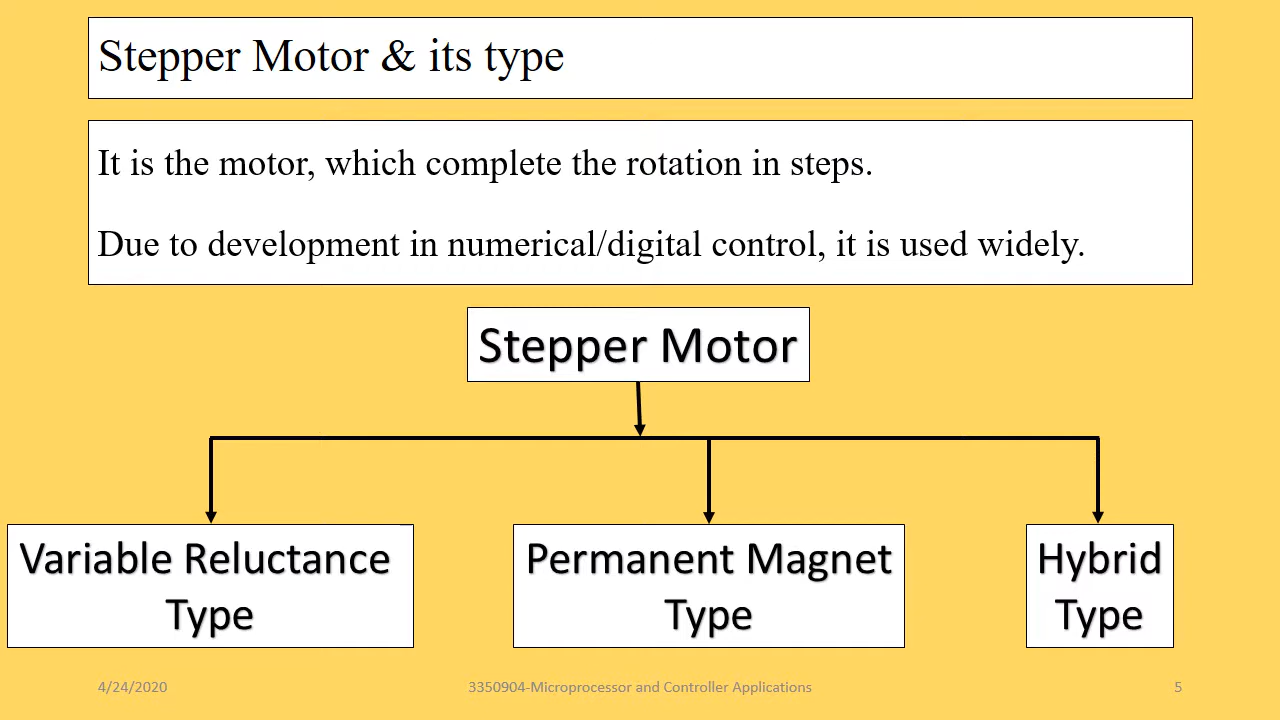 Stepper Motor & its type
It is the motor, which complete the rotation in steps.
Due to development in numerical/digital control, it is used widely.
Stepper Motor
Variable Reluctance
Type
Permanent Magnet
Type
Hybrid
Type
4/24/2020
3350904-Microprocessor and Controller Applications
5